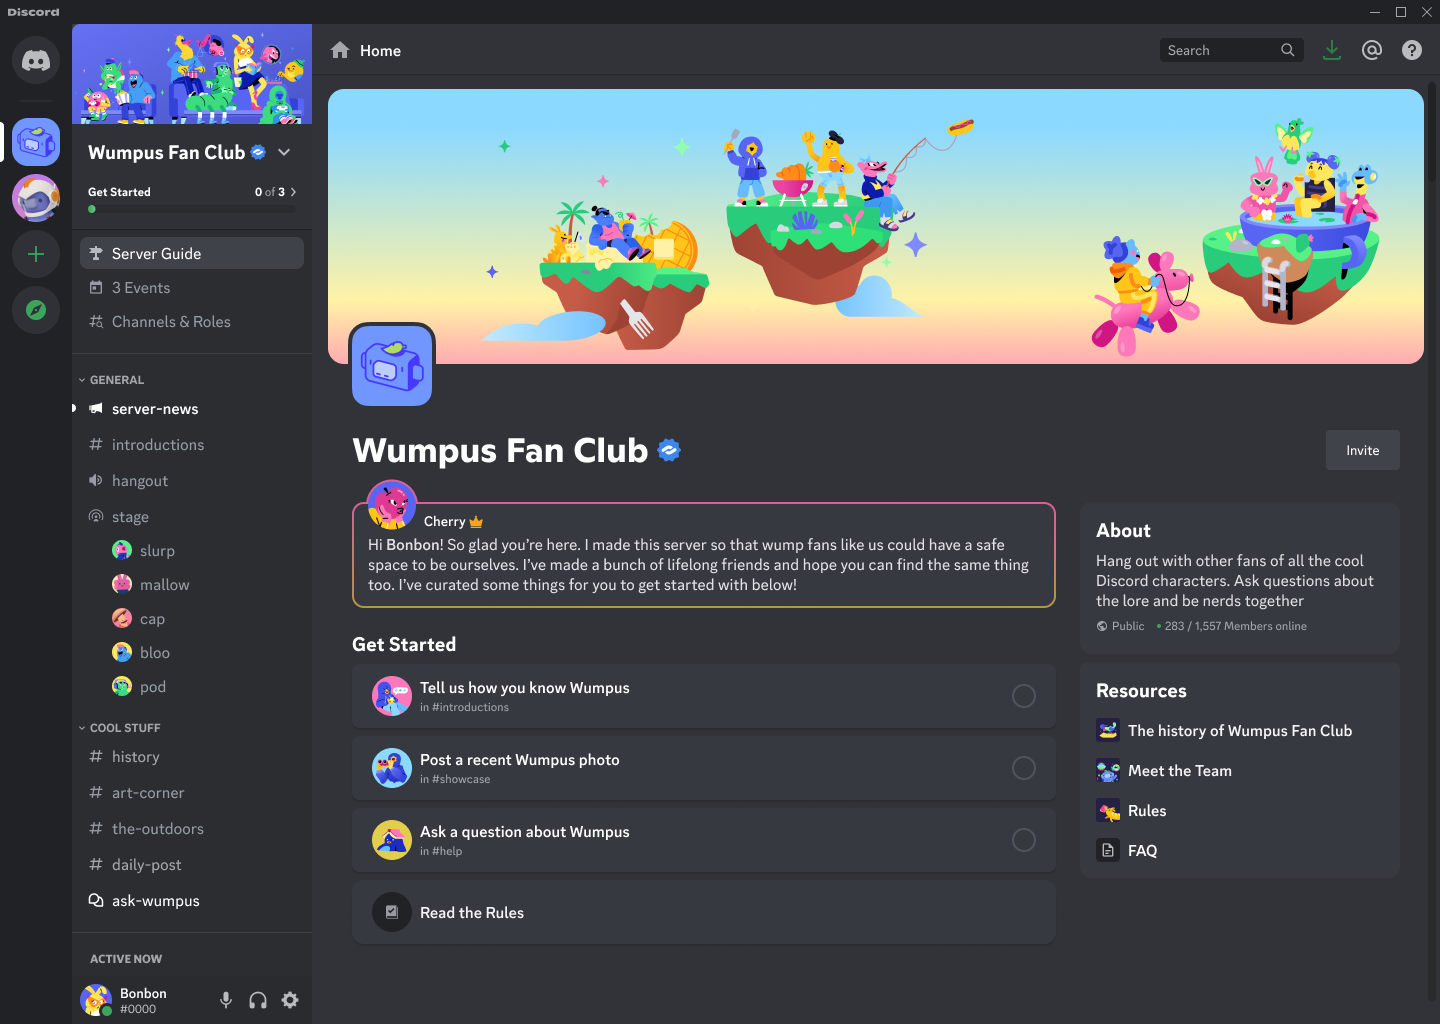 Discord
Wumpus Fan Club
Get Started
0 of 3
Server Guide
3 Events
Channels & Roles
GENERAL
server-news
introductions
hangout
stage
slurp
mallow
cap
bloo
pod
COOL STUFF
history
art-corner
the-outdoors
daily-post
ask-wumpus
ACTIVE NOW
Bonbon
#0000
Home
Search
Wumpus Fan Club
Invite
Cherry
Hi Bonbon! So glad you’re here. I made this server so that wump fans like us could have a safe
space to be ourselves. I’ve made a bunch of lifelong friends and hope you can find the same thing
too. I’ve curated some things for you to get started with below!
Get Started
Tell us how you know Wumpus
in #introductions
Post a recent Wumpus photo
in #showcase
Ask a question about Wumpus
in #help
Read the Rules
About
Hang out with other fans of all the cool
Discord characters. Ask questions about
the lore and be nerds together
Public
283 / 1,557 Members online
Resources
The history of Wumpus Fan Club
Meet the Team
Rules
FAQ